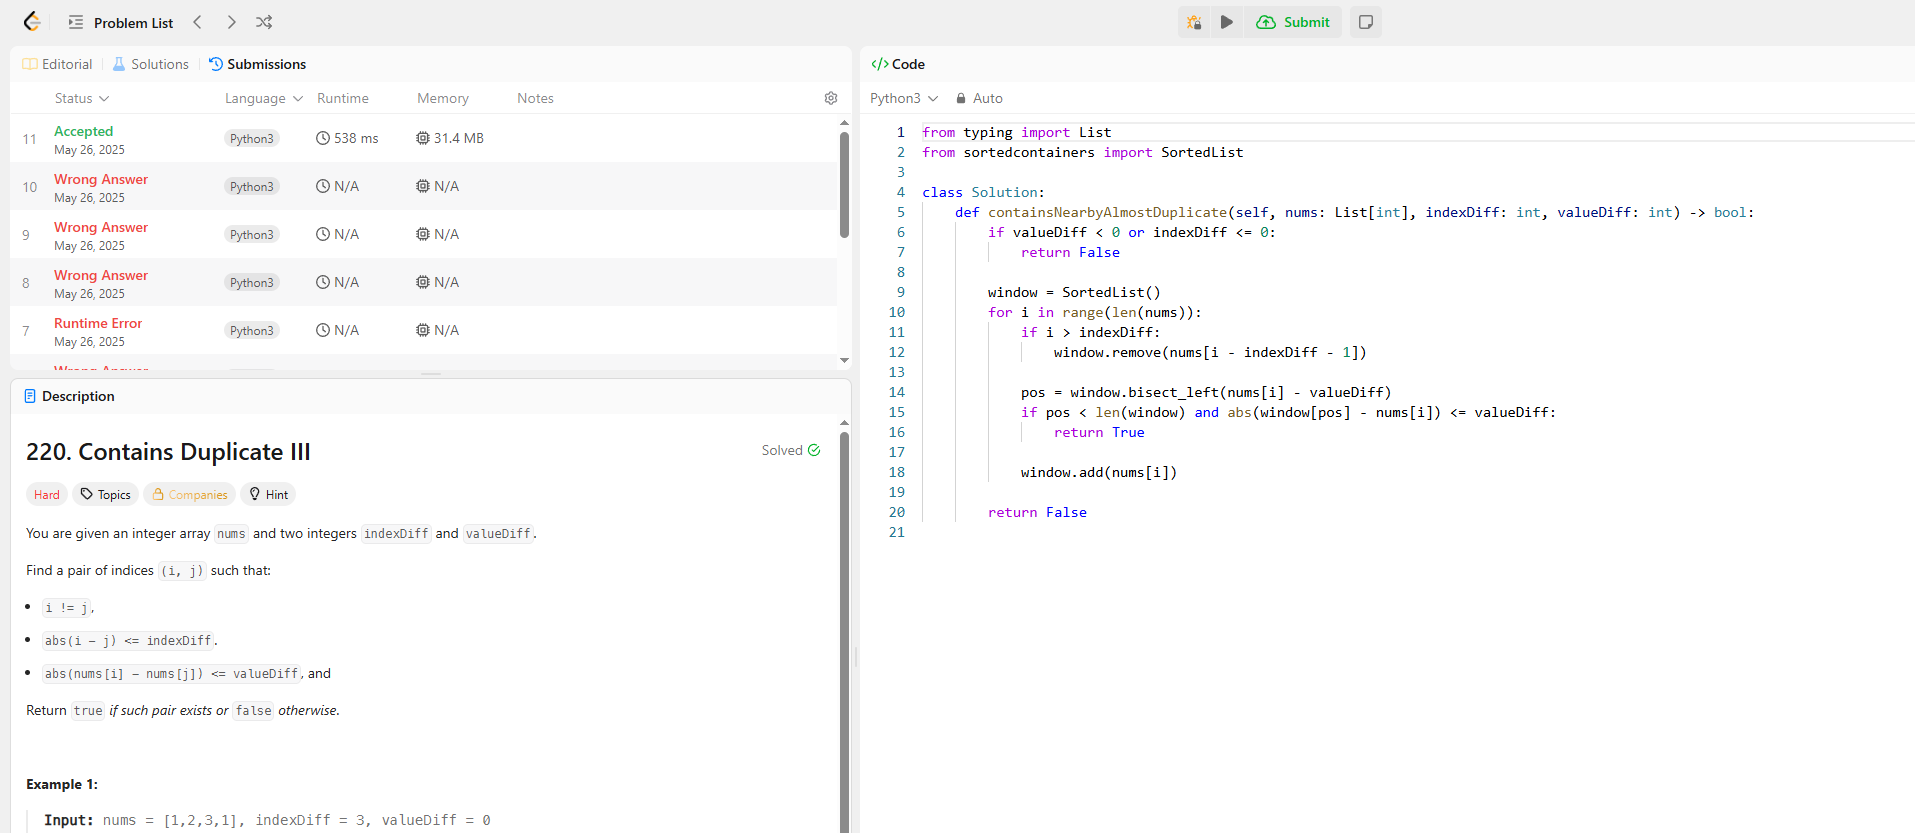 Problem List
Submit
Editorial Solutions Submissions
Status Language Runtime Memory Notes
11 Accepted Python3 538 ms 31.4 MB
May 26, 2025
10 Wrong Answer Python3 N/A N/A
May 26, 2025
9 Wrong Answer Python3 N/A N/A
May 26, 2025
8 Wrong Answer Python3 N/A N/A
May 26, 2025
7 Runtime Error Python3 N/A N/A
May 26, 2025
Wrong Answer
Description
220. Contains Duplicate III
Solved
Hard Topics Companies Hint
You are given an integer array nums and two integers indexDiff and valueDiff.
Find a pair of indices (i, j) such that:
• i != j,
• abs(i - j) <= indexDiff.
• abs(nums[i] - nums[j]) <= valueDiff, and
Return true if such pair exists or false otherwise.
Example 1:
Input: nums = [1,2,3,1], indexDiff = 3, valueDiff = 0
</> Code
Python3 Auto
1 from typing import List
2 from sortedcontainers import SortedList
3
4 class Solution:
5     def containsNearbyAlmostDuplicate(self, nums: List[int], indexDiff: int, valueDiff: int) -> bool:
6         if valueDiff < 0 or indexDiff <= 0:
7             return False
8
9         window = SortedList()
10         for i in range(len(nums)):
11             if i > indexDiff:
12                 window.remove(nums[i - indexDiff - 1])
13
14             pos = window.bisect_left(nums[i] - valueDiff)
15             if pos < len(window) and abs(window[pos] - nums[i]) <= valueDiff:
16                 return True
17
18             window.add(nums[i])
19
20         return False
21